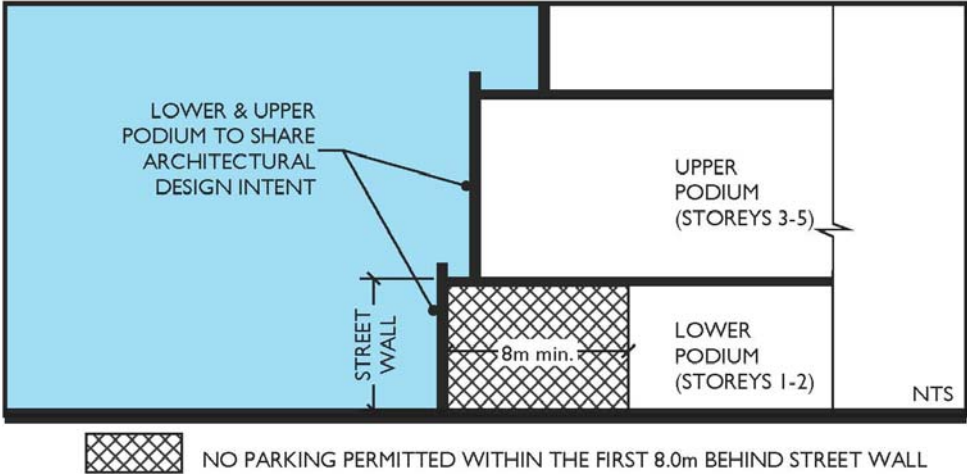 LOWER & UPPER
PODIUM TO SHARE
ARCHITECTURAL
DESIGN INTENT
UPPER
PODIUM
(STOREYS 3-5)
STREET
WALL
8m min.
LOWER
PODIUM
(STOREYS 1-2)
NTS
NO PARKING PERMITTED WITHIN THE FIRST 8.0m BEHIND STREET WALL